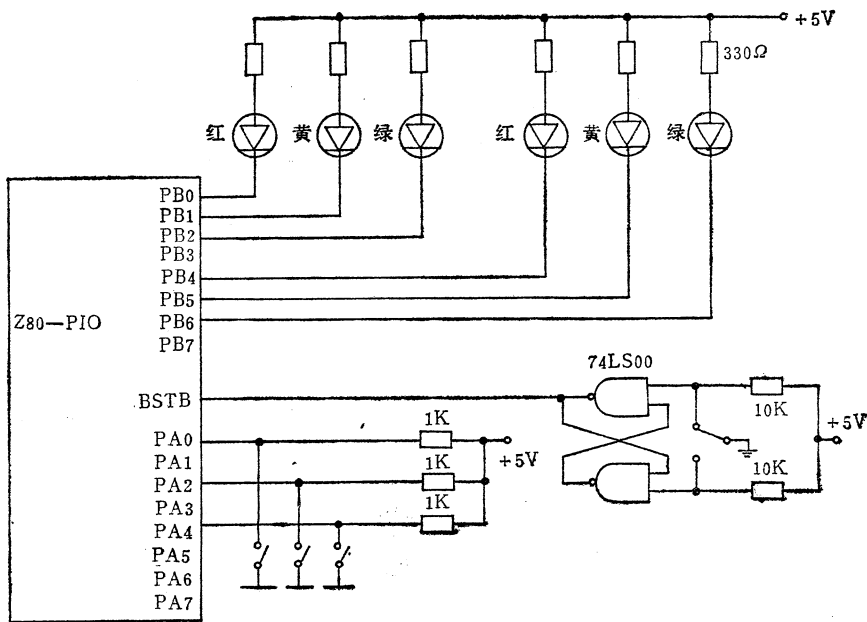 +5V
330Ω
红 黄 绿 红 黄 绿
PB0
PB1
PB2
PB3
PB4
PB5
Z80—PIO
PB6
PB7
74LS00
BSTB
10K
1K
+5V
PA0
+5V
PA1
1K
10K
PA2
PA3
1K
PA4
PA5
PA6
PA7